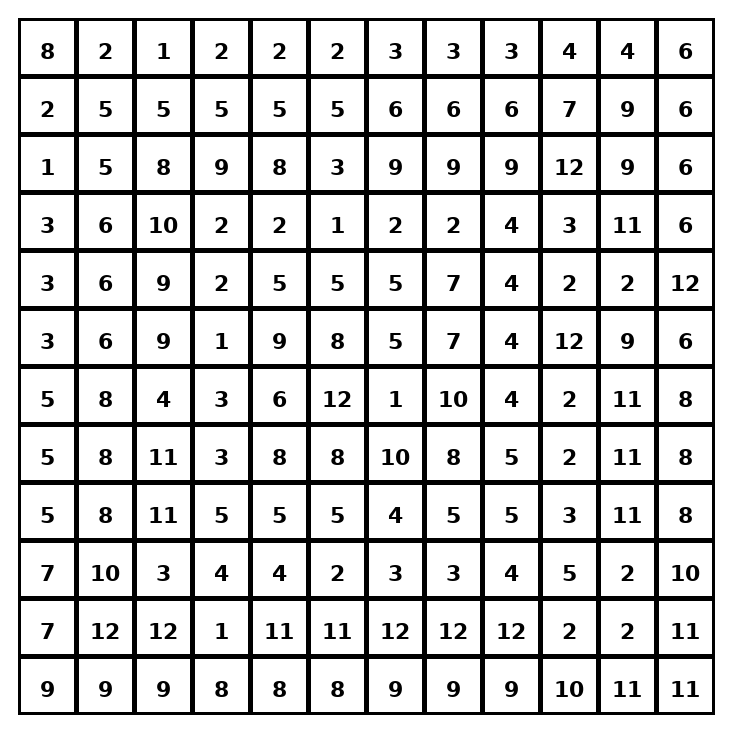 8 2 1 2 2 2 3 3 3 4 4 6
2 5 5 5 5 5 6 6 6 7 9 6
1 5 8 9 8 3 9 9 9 12 9 6
3 6 10 2 2 1 2 2 4 3 11 6
3 6 9 2 5 5 5 7 4 2 2 12
3 6 9 1 9 8 5 7 4 12 9 6
5 8 4 3 6 12 1 10 4 2 11 8
5 8 11 3 8 8 10 8 5 2 11 8
5 8 11 5 5 5 4 5 5 3 11 8
7 10 3 4 4 2 3 3 4 5 2 10
7 12 12 1 11 11 12 12 12 2 2 11
9 9 9 8 8 8 9 9 9 10 11 11